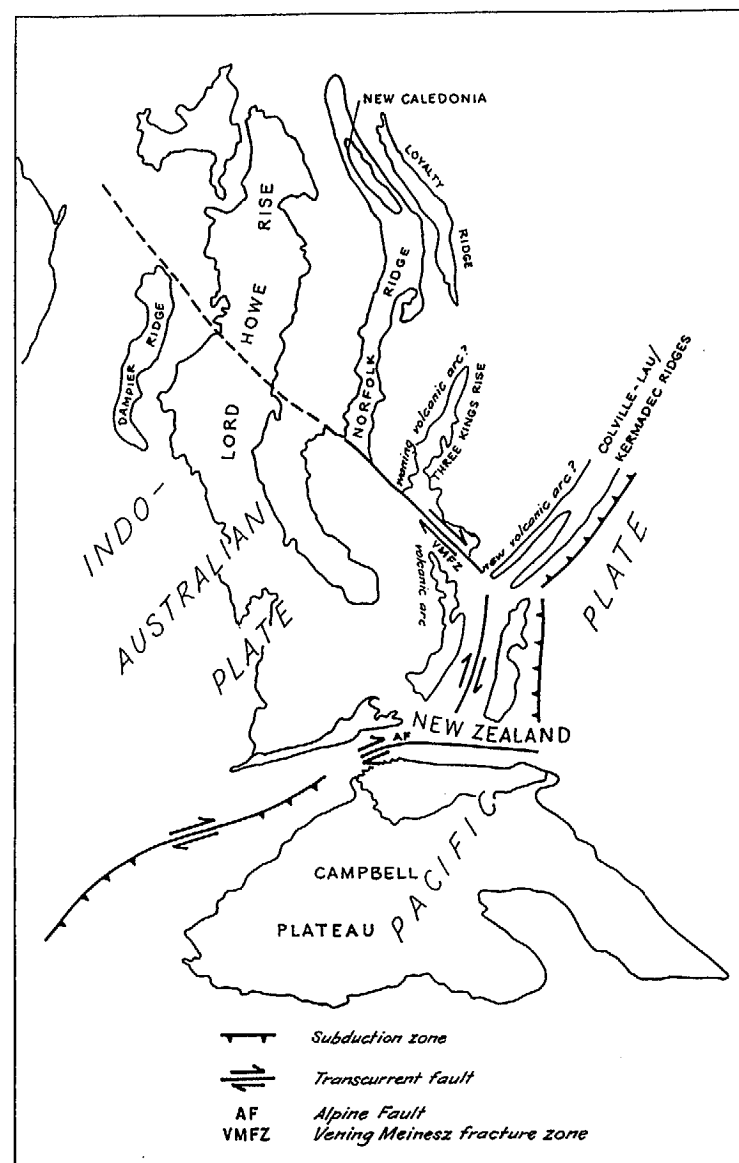 NEW CALEDONIA
LOYALTY
RIDGE
RISE
HOWE
LORD
RIDGE
NORFOLK
DAMPIER
RIDGE
waning volcanic arc?
THREE KINGS RISE
COLVILLE-LAU/
KERMADEC RIDGES
new volcanic arc?
VMFZ
volcanic arc
INDO-
AUSTRALIAN
PLATE
PLATE
NEW ZEALAND
AF
PACIFIC
CAMPBELL
PLATEAU
Subduction zone
Transcurrent fault
AF Alpine Fault
VMFZ Vening Meinesz fracture zone